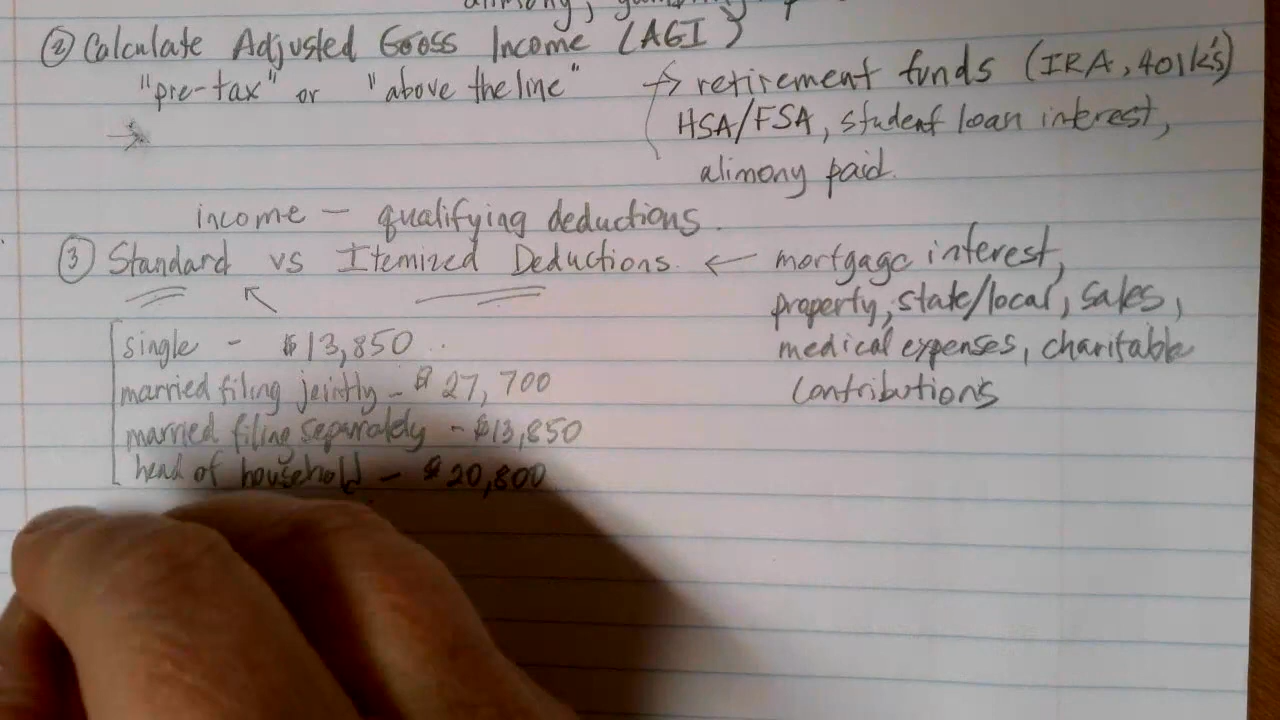 alimony,
② Calculate Adjusted Gross Income (AGI)
"pre-tax" or "above the line"
→ retirement funds (IRA, 401k's)
HSA/FSA, student loan interest,
alimony paid.
→
income – qualifying deductions.
③ Standard vs Itemized Deductions. ← mortgage interest,
property, state/local, sales,
medical expenses, charitable
contributions
single - $13,850
married filing jointly - $27,700
married filing separately - $13,850
head of household - $20,800